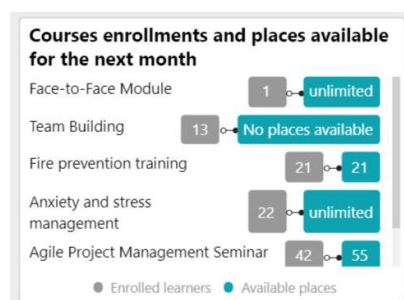 Courses enrollments and places available
for the next month
Face-to-Face Module 1 unlimited
Team Building 13 No places available
Fire prevention training 21 21
Anxiety and stress
management 22 unlimited
Agile Project Management Seminar 42 55
Enrolled learners Available places